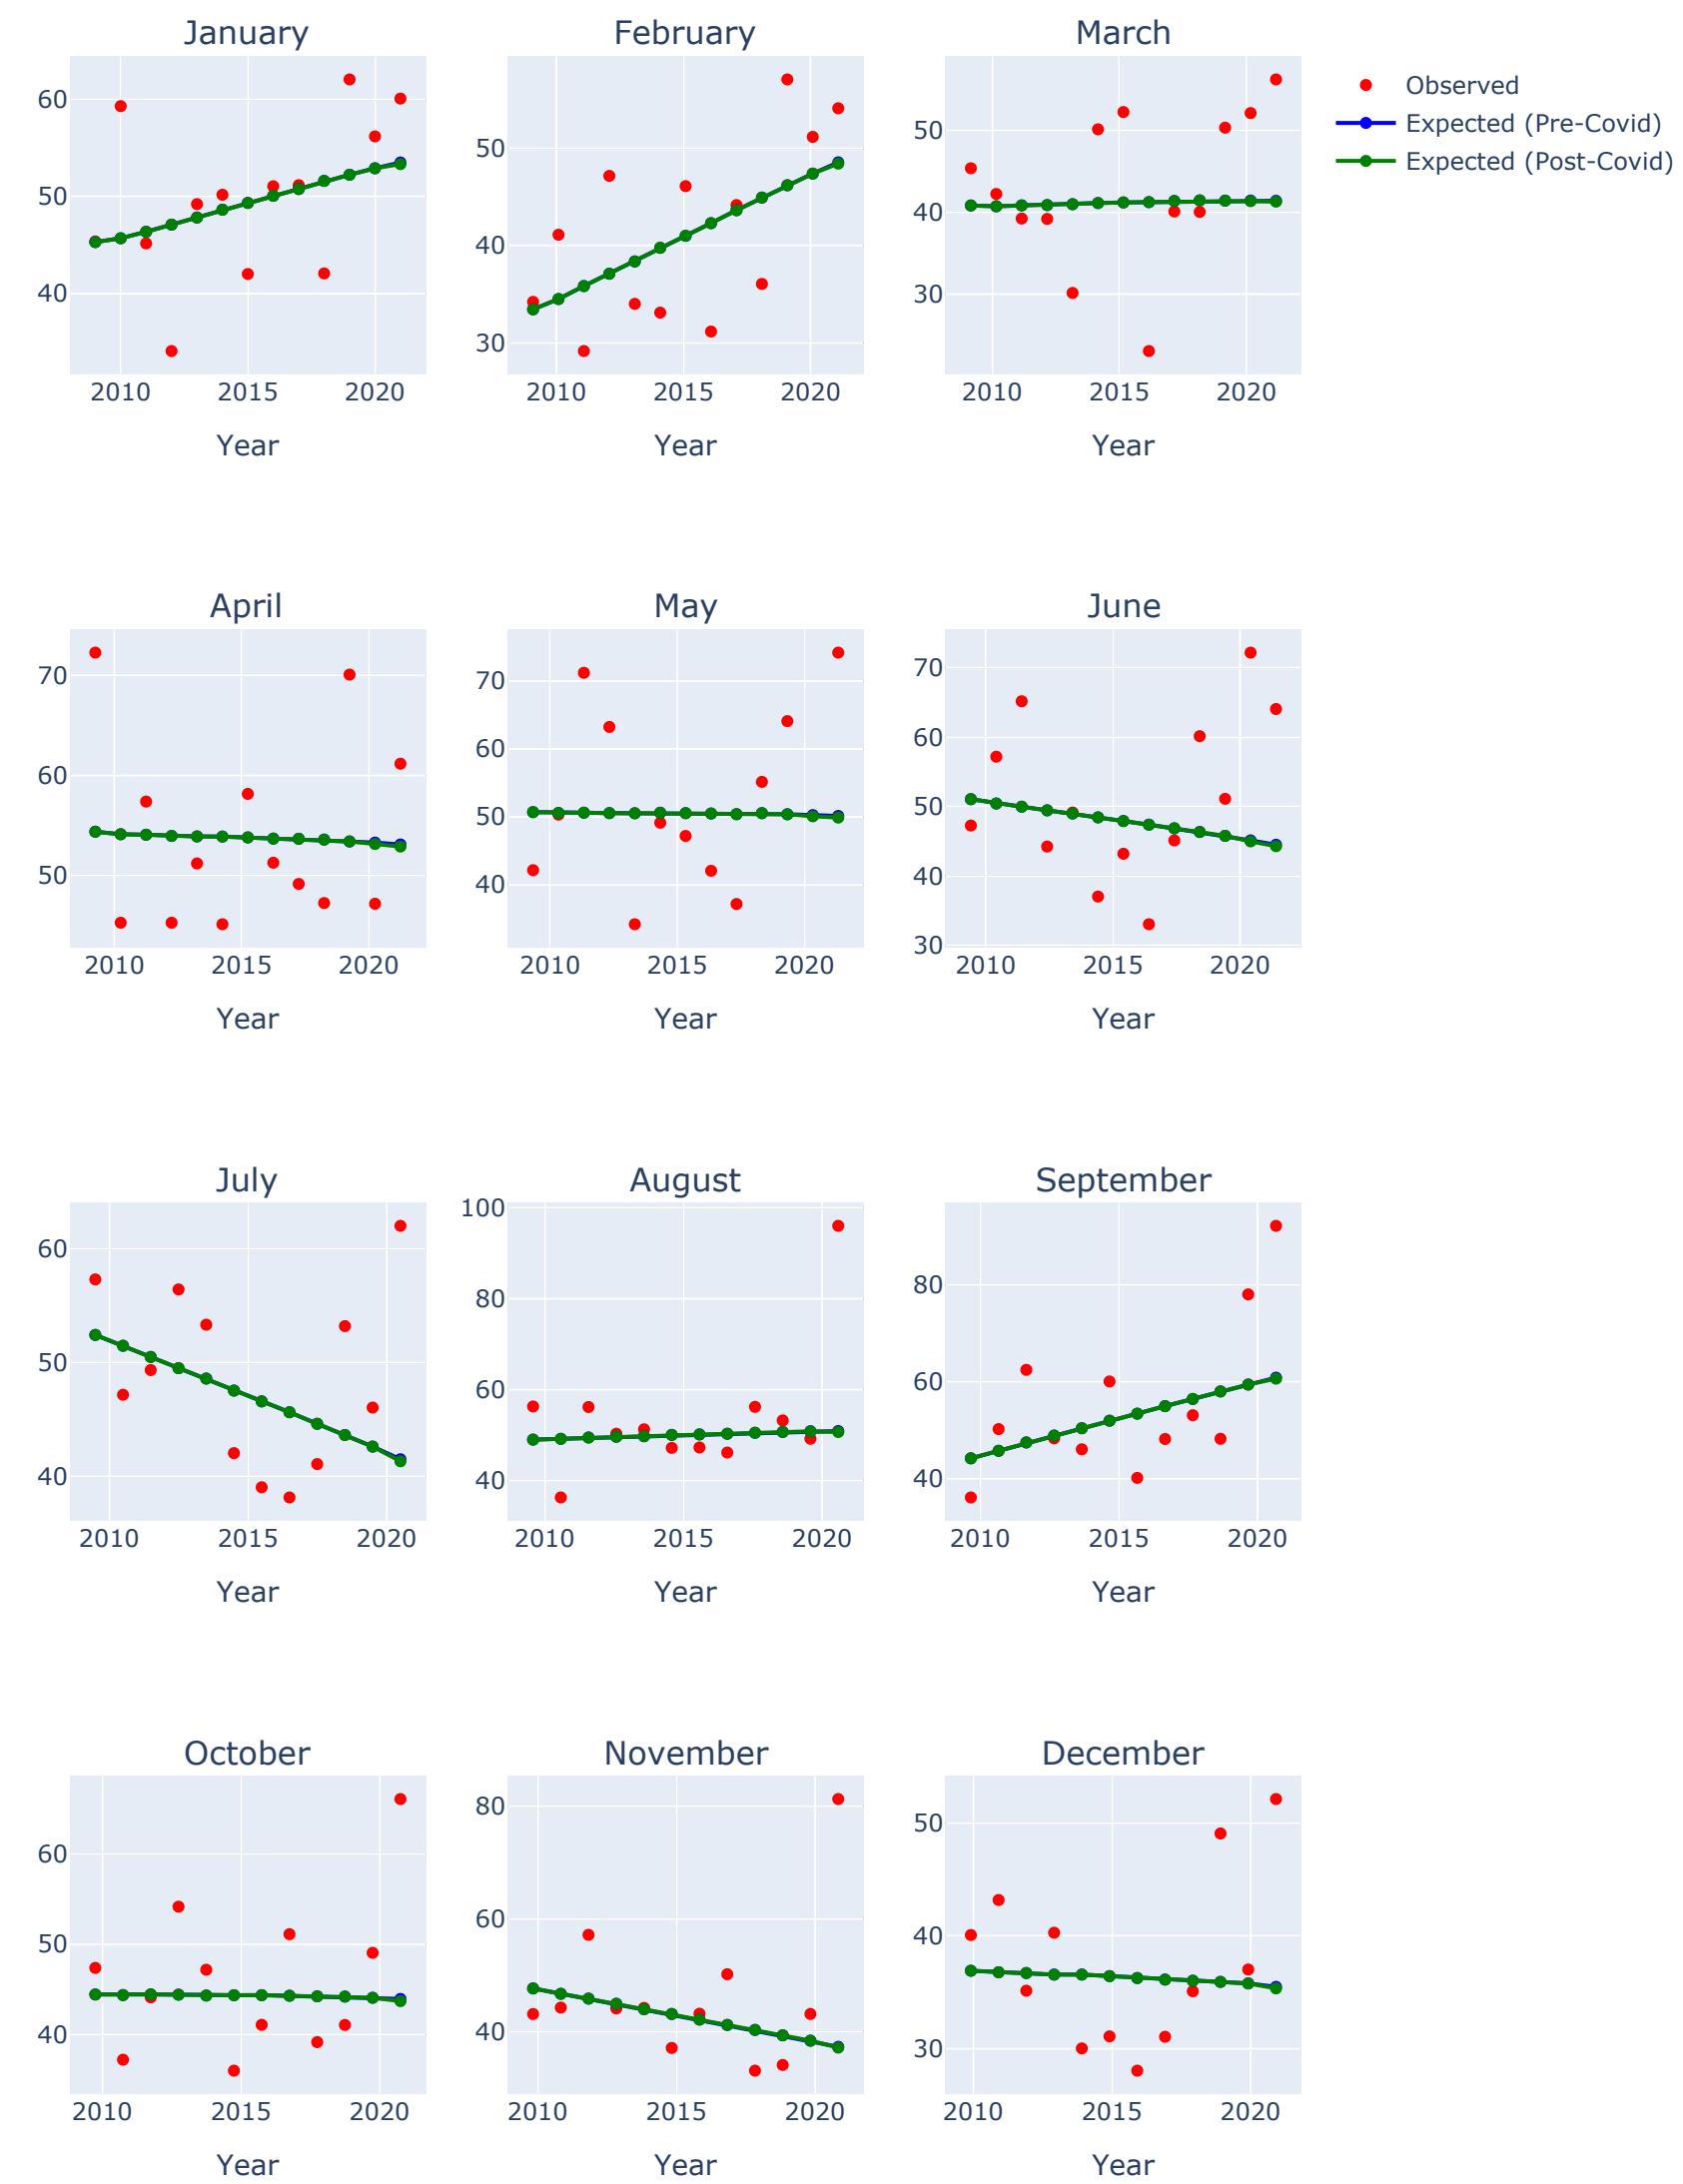 January February March
60
50
40
2010 2015 2020
Year
50
40
30
2010 2015 2020
Year
50
40
30
2010 2015 2020
Year
Observed
Expected (Pre-Covid)
Expected (Post-Covid)
April May June
70
60
50
2010 2015 2020
Year
70
60
50
40
2010 2015 2020
Year
70
60
50
40
30
2010 2015 2020
Year
July August September
60
50
40
2010 2015 2020
Year
100
80
60
40
2010 2015 2020
Year
80
60
40
2010 2015 2020
Year
October November December
60
50
40
2010 2015 2020
Year
80
60
40
2010 2015 2020
Year
50
40
30
2010 2015 2020
Year